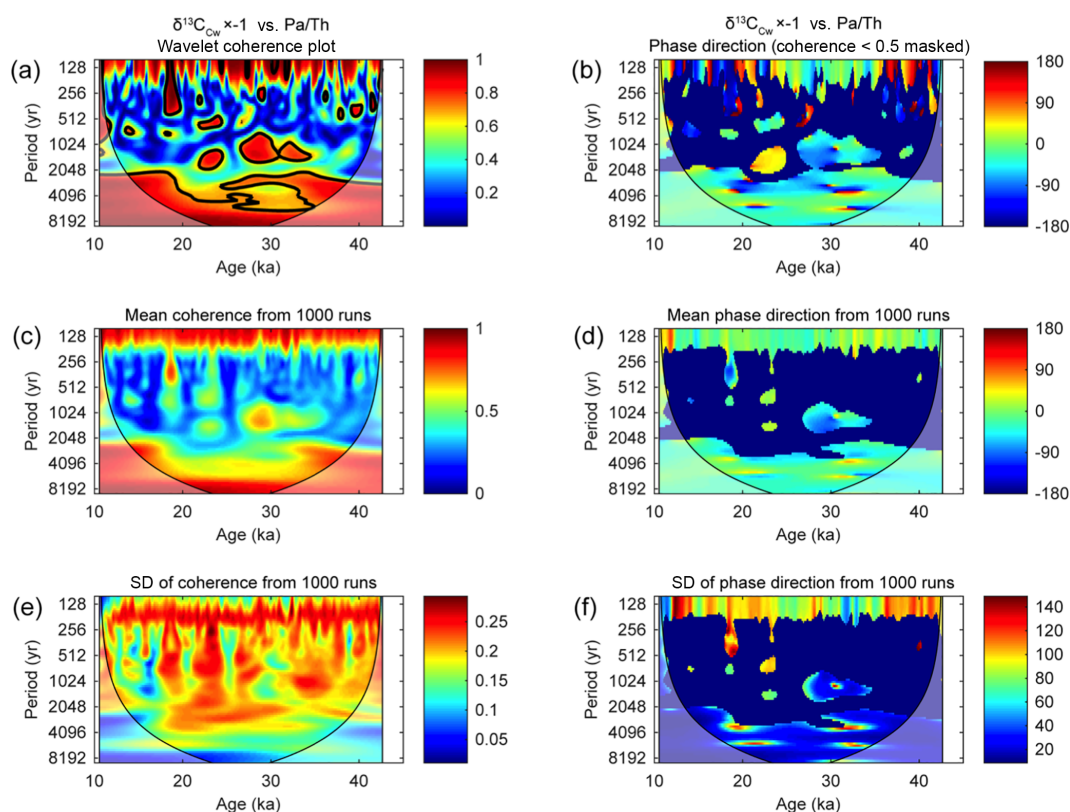 δ¹³C_Cw ×-1 vs. Pa/Th
Wavelet coherence plot
(a)
Period (yr)
128
256
512
1024
2048
4096
8192
10 20 30 40
Age (ka)
1
0.8
0.6
0.4
0.2
δ¹³C_Cw ×-1 vs. Pa/Th
Phase direction (coherence < 0.5 masked)
(b)
Period (yr)
128
256
512
1024
2048
4096
8192
10 20 30 40
Age (ka)
180
90
0
-90
-180
Mean coherence from 1000 runs
(c)
Period (yr)
128
256
512
1024
2048
4096
8192
10 20 30 40
Age (ka)
1
0.5
0
Mean phase direction from 1000 runs
(d)
Period (yr)
128
256
512
1024
2048
4096
8192
10 20 30 40
Age (ka)
180
90
0
-90
-180
SD of coherence from 1000 runs
(e)
Period (yr)
128
256
512
1024
2048
4096
8192
10 20 30 40
Age (ka)
0.25
0.2
0.15
0.1
0.05
SD of phase direction from 1000 runs
(f)
Period (yr)
128
256
512
1024
2048
4096
8192
10 20 30 40
Age (ka)
140
120
100
80
60
40
20